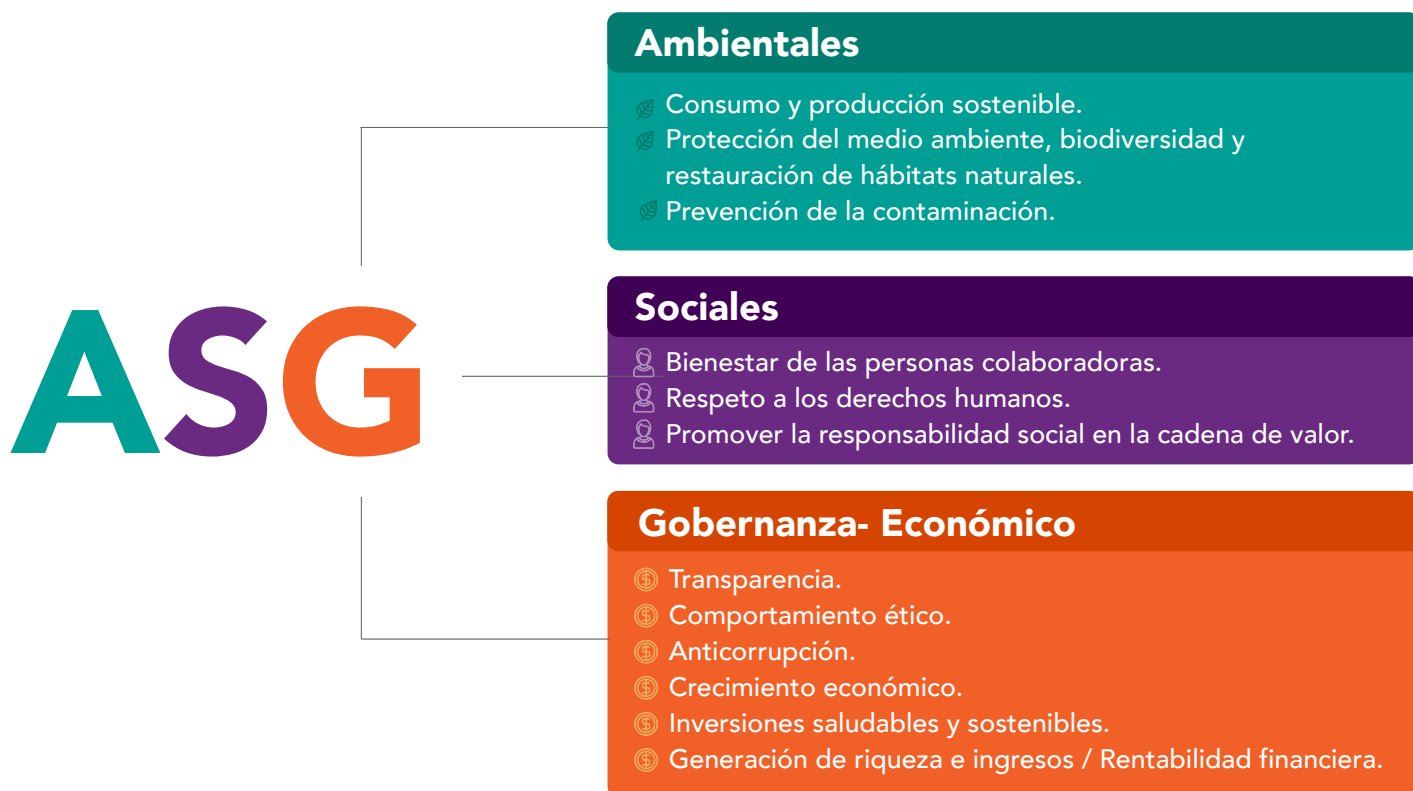 ASG
Ambientales
Consumo y producción sostenible.
Protección del medio ambiente, biodiversidad y
restauración de hábitats naturales.
Prevención de la contaminación.
Sociales
Bienestar de las personas colaboradoras.
Respeto a los derechos humanos.
Promover la responsabilidad social en la cadena de valor.
Gobernanza- Económico
Transparencia.
Comportamiento ético.
Anticorrupción.
Crecimiento económico.
Inversiones saludables y sostenibles.
Generación de riqueza e ingresos / Rentabilidad financiera.